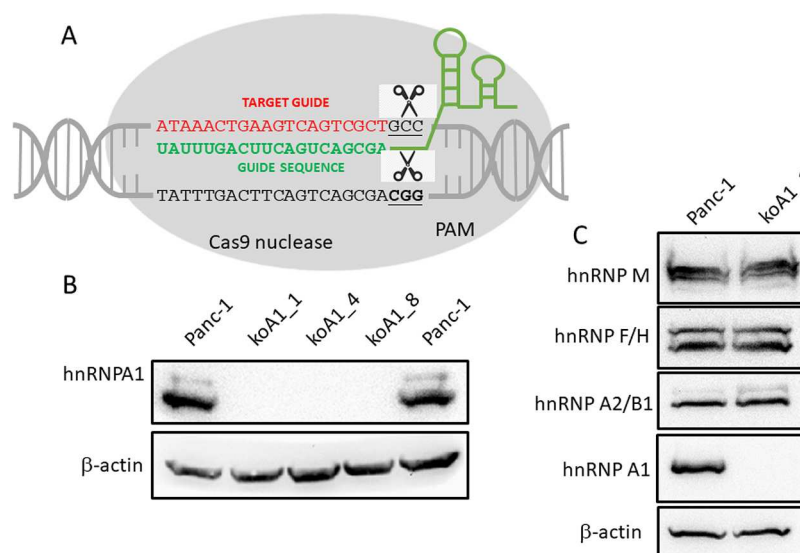 A
TARGET GUIDE
ATAAACTGAAGTCAGTCGCTGCC
UAUUUGACUUCAGUCAGCGA
GUIDE SEQUENCE
TATTTGACTTCAGTCAGCGACGG
Cas9 nuclease
PAM
B
Panc-1
koA1_1
koA1_4
koA1_8
Panc-1
hnRNPA1
β-actin
C
Panc-1
hnRNP M
hnRNP F/H
hnRNP A2/B1
hnRNP A1
β-actin